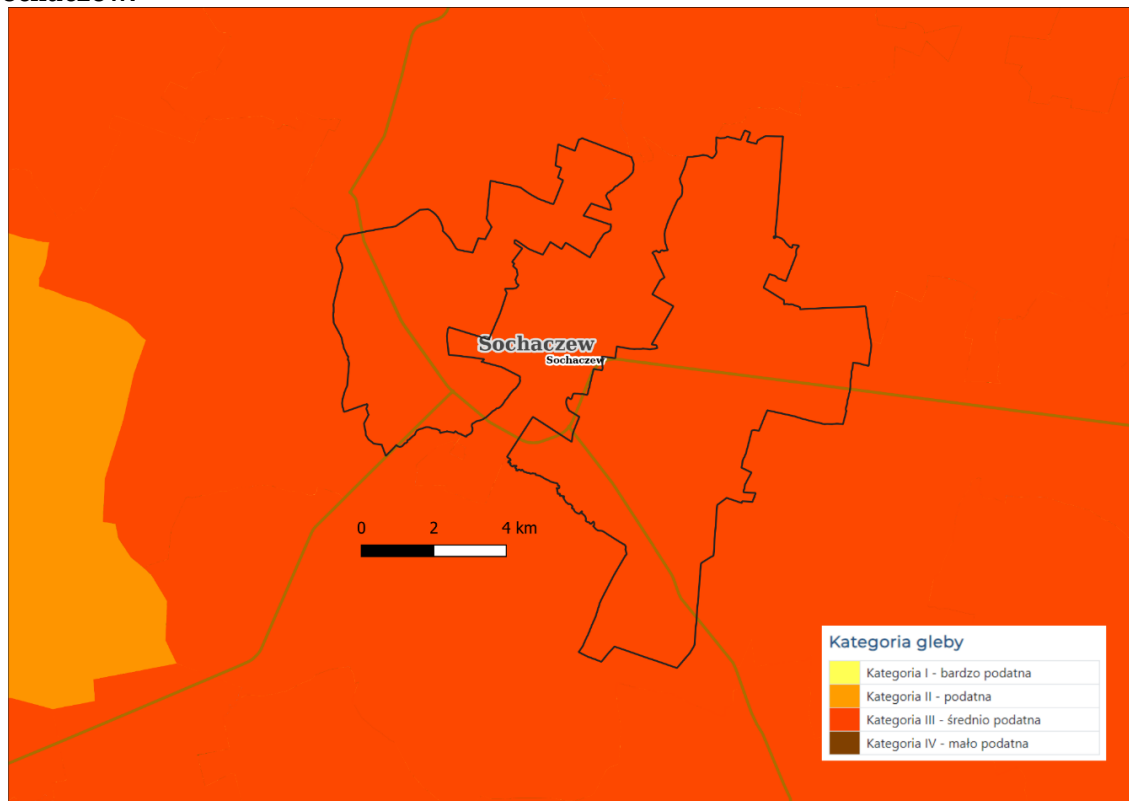 Sochaczew
Sochaczew
0 2 4 km
Kategoria gleby
Kategoria I - bardzo podatna
Kategoria II - podatna
Kategoria III - średnio podatna
Kategoria IV - mało podatna